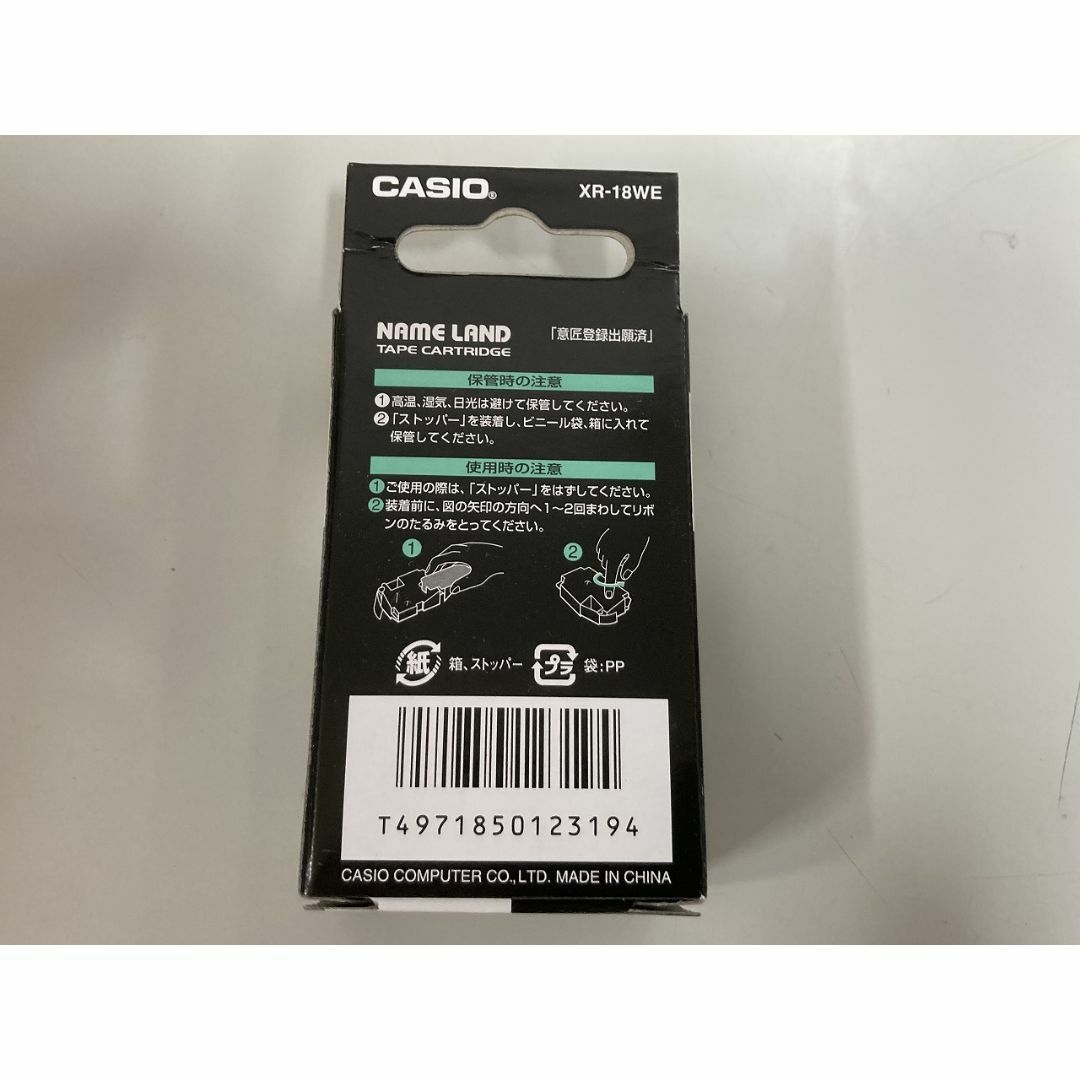 CASIO®
XR-18WE
NAME LAND
TAPE CARTRIDGE
「意匠登録出願済」
保管時の注意
①高温、湿気、日光は避けて保管してください。
②「ストッパー」を装着し、ビニール袋、箱に入れて
保管してください。
使用時の注意
①ご使用の際は、「ストッパー」をはずしてください。
②装着前に、図の矢印の方向へ1〜2回まわしてリボ
ンのたるみをとってください。
① ②
紙 箱、ストッパー プラ 袋:PP
T4971850123194
CASIO COMPUTER CO.,LTD. MADE IN CHINA